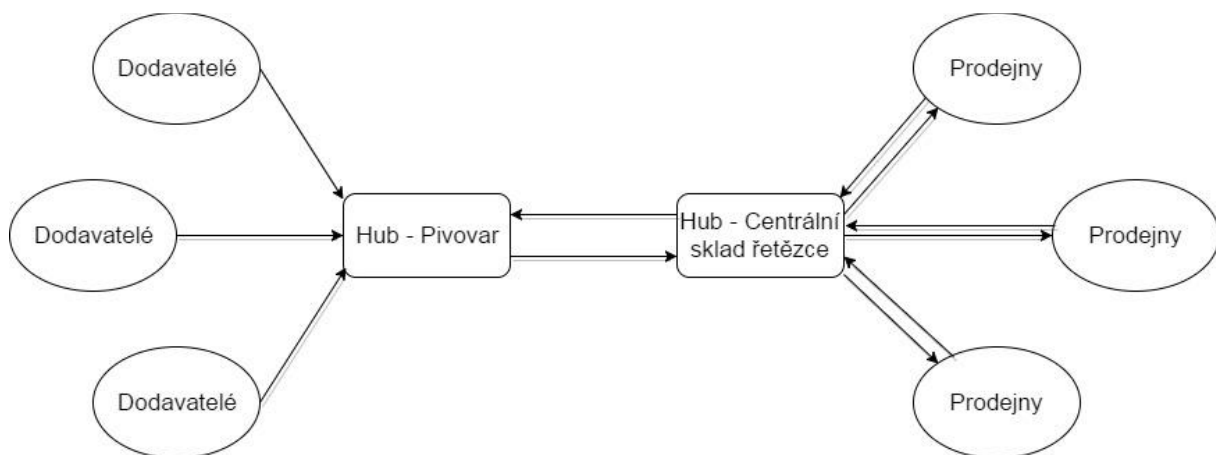 Dodavatelé
Prodejny
Dodavatelé
Hub - Pivovar
Hub - Centrální
sklad řetězce
Prodejny
Dodavatelé
Prodejny